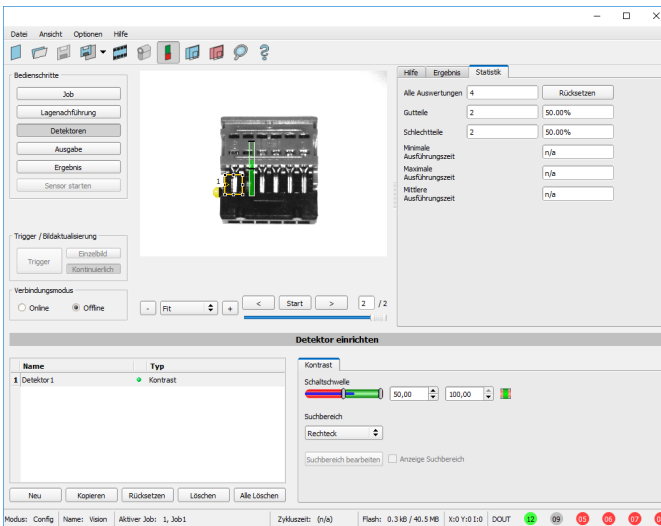 Datei Ansicht Optionen Hilfe
Bedienschritte
Job
Lagenachführung
Detektoren
Ausgabe
Ergebnis
Sensor starten
Trigger / Bildaktualisierung
Trigger
Einzelbild
Kontinuierlich
Verbindungsmodus
Online Offline
1
- Fit + < Start > 2 / 2
Hilfe Ergebnis Statistik
Alle Auswertungen 4 Rücksetzen
Gutteile 2 50.00%
Schlechtteile 2 50.00%
Minimale
Ausführungszeit n/a
Maximale
Ausführungszeit n/a
Mittlere
Ausführungszeit n/a
Detektor einrichten
Name Typ
1 Detektor1 Kontrast
Neu Kopieren Rücksetzen Löschen Alle Löschen
Kontrast
Schaltschwelle
50,00 100,00
Suchbereich
Rechteck
Suchbereich bearbeiten Anzeige Suchbereich
Modus: Config Name: Vision Aktiver Job: 1, Job1 Zykluszeit: (n/a) Flash: 0.3 kB / 40.5 MB X:0 Y:0 I:0 DOUT 12 09 05 06 07